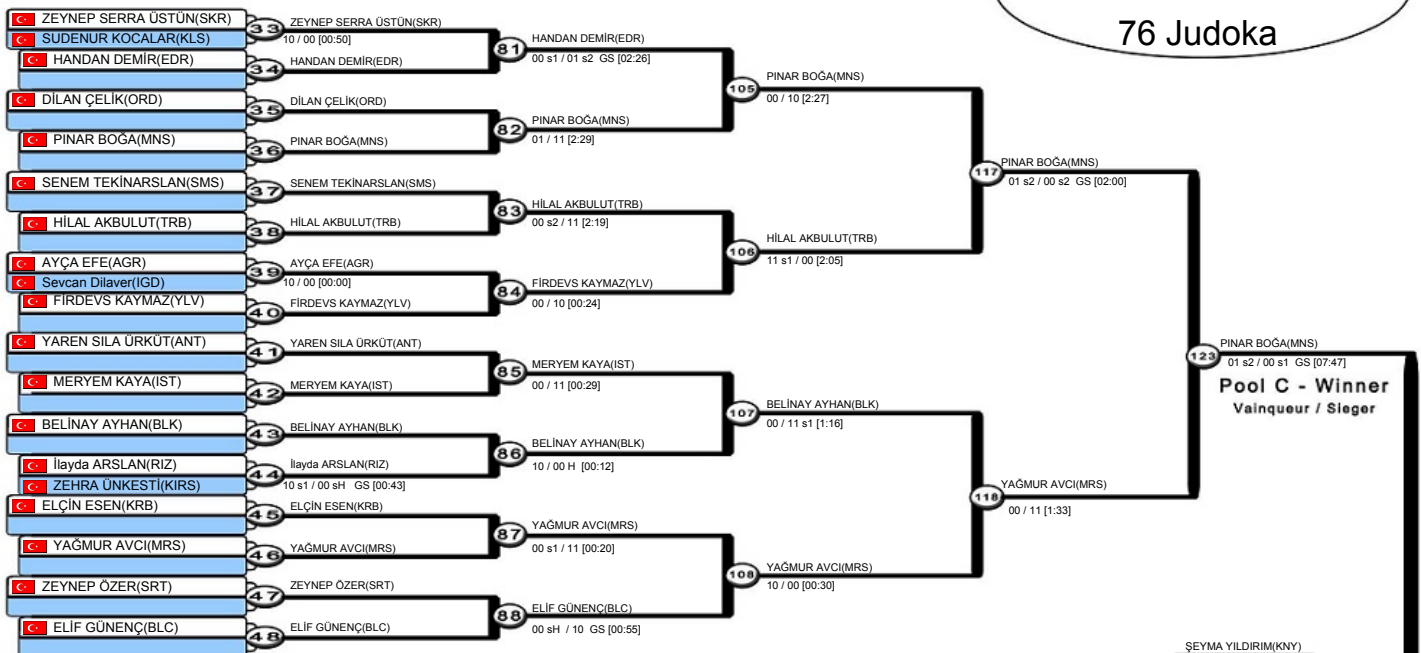 76 Judoka
ZEYNEP SERRA ÜSTÜN(SKR)
SUDENUR KOCALAR(KLS)
33
ZEYNEP SERRA ÜSTÜN(SKR)
10 / 00 [00:50]
HANDAN DEMİR(EDR)
34
HANDAN DEMİR(EDR)
81
HANDAN DEMİR(EDR)
00 s1 / 01 s2 GS [02:26]
DİLAN ÇELİK(ORD)
35
DİLAN ÇELİK(ORD)
PINAR BOĞA(MNS)
36
PINAR BOĞA(MNS)
82
PINAR BOĞA(MNS)
01 / 11 [2:29]
105
PINAR BOĞA(MNS)
00 / 10 [2:27]
SENEM TEKİNARSLAN(SMS)
37
SENEM TEKİNARSLAN(SMS)
HİLAL AKBULUT(TRB)
38
HİLAL AKBULUT(TRB)
83
HİLAL AKBULUT(TRB)
00 s2 / 11 [2:19]
AYÇA EFE(AGR)
Sevcan Dilaver(IGD)
39
AYÇA EFE(AGR)
10 / 00 [00:00]
FİRDEVS KAYMAZ(YLV)
40
FİRDEVS KAYMAZ(YLV)
84
FİRDEVS KAYMAZ(YLV)
00 / 10 [00:24]
106
HİLAL AKBULUT(TRB)
11 s1 / 00 [2:05]
117
PINAR BOĞA(MNS)
01 s2 / 00 s2 GS [02:00]
YAREN SILA ÜRKÜT(ANT)
41
YAREN SILA ÜRKÜT(ANT)
MERYEM KAYA(IST)
42
MERYEM KAYA(IST)
85
MERYEM KAYA(IST)
00 / 11 [00:29]
BELİNAY AYHAN(BLK)
43
BELİNAY AYHAN(BLK)
İlayda ARSLAN(RIZ)
ZEHRA ÜNKESTİ(KIRS)
44
İlayda ARSLAN(RIZ)
10 s1 / 00 sH GS [00:43]
86
BELİNAY AYHAN(BLK)
10 / 00 H [00:12]
107
BELİNAY AYHAN(BLK)
00 / 11 s1 [1:16]
ELÇİN ESEN(KRB)
45
ELÇİN ESEN(KRB)
YAĞMUR AVCI(MRS)
46
YAĞMUR AVCI(MRS)
87
YAĞMUR AVCI(MRS)
00 s1 / 11 [00:20]
ZEYNEP ÖZER(SRT)
47
ZEYNEP ÖZER(SRT)
ELİF GÜNENÇ(BLC)
48
ELİF GÜNENÇ(BLC)
88
ELİF GÜNENÇ(BLC)
00 sH / 10 GS [00:55]
108
YAĞMUR AVCI(MRS)
10 / 00 [00:30]
118
YAĞMUR AVCI(MRS)
00 / 11 [1:33]
123
PINAR BOĞA(MNS)
01 s2 / 00 s1 GS [07:47]
Pool C - Winner
Vainqueur / Sieger
ŞEYMA YILDIRIM(KNY)